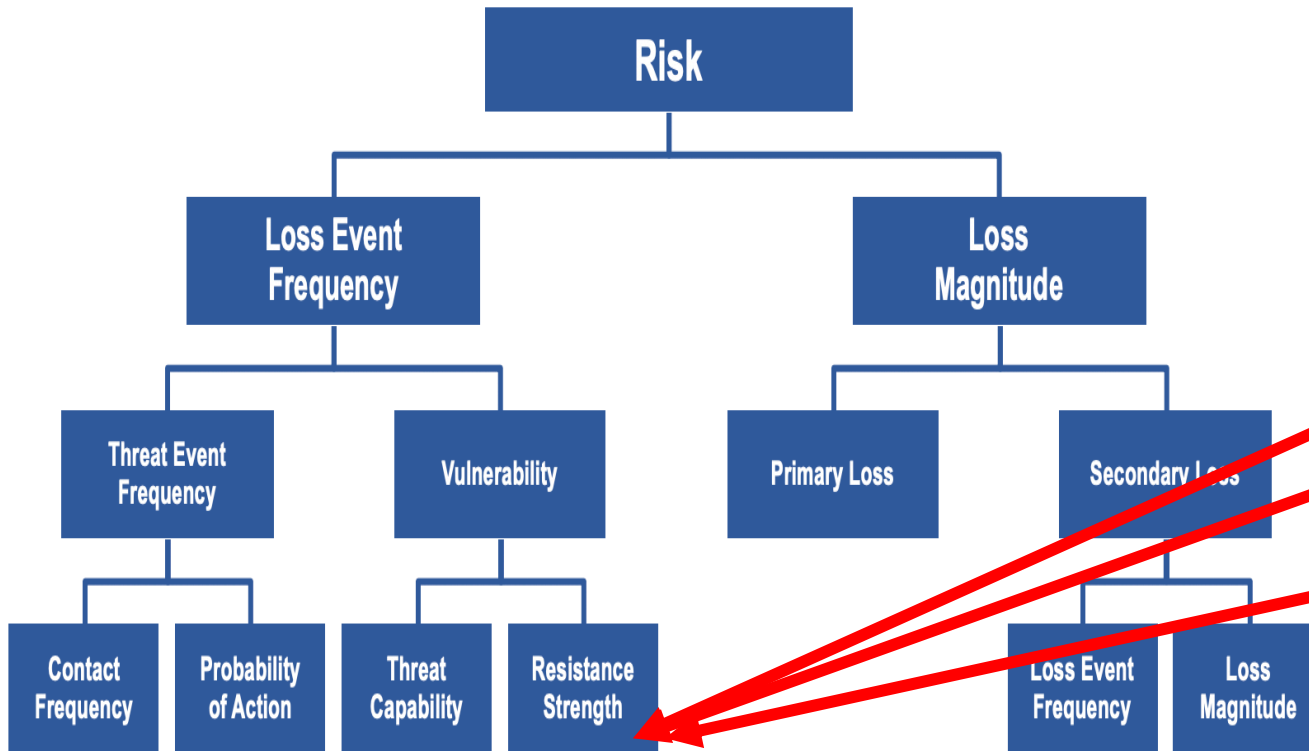 Risk
Loss Event
Frequency
Loss
Magnitude
Threat Event
Frequency
Vulnerability
Primary Loss
Secondary Loss
Contact
Frequency
Probability
of Action
Threat
Capability
Resistance
Strength
Loss Event
Frequency
Loss
Magnitude